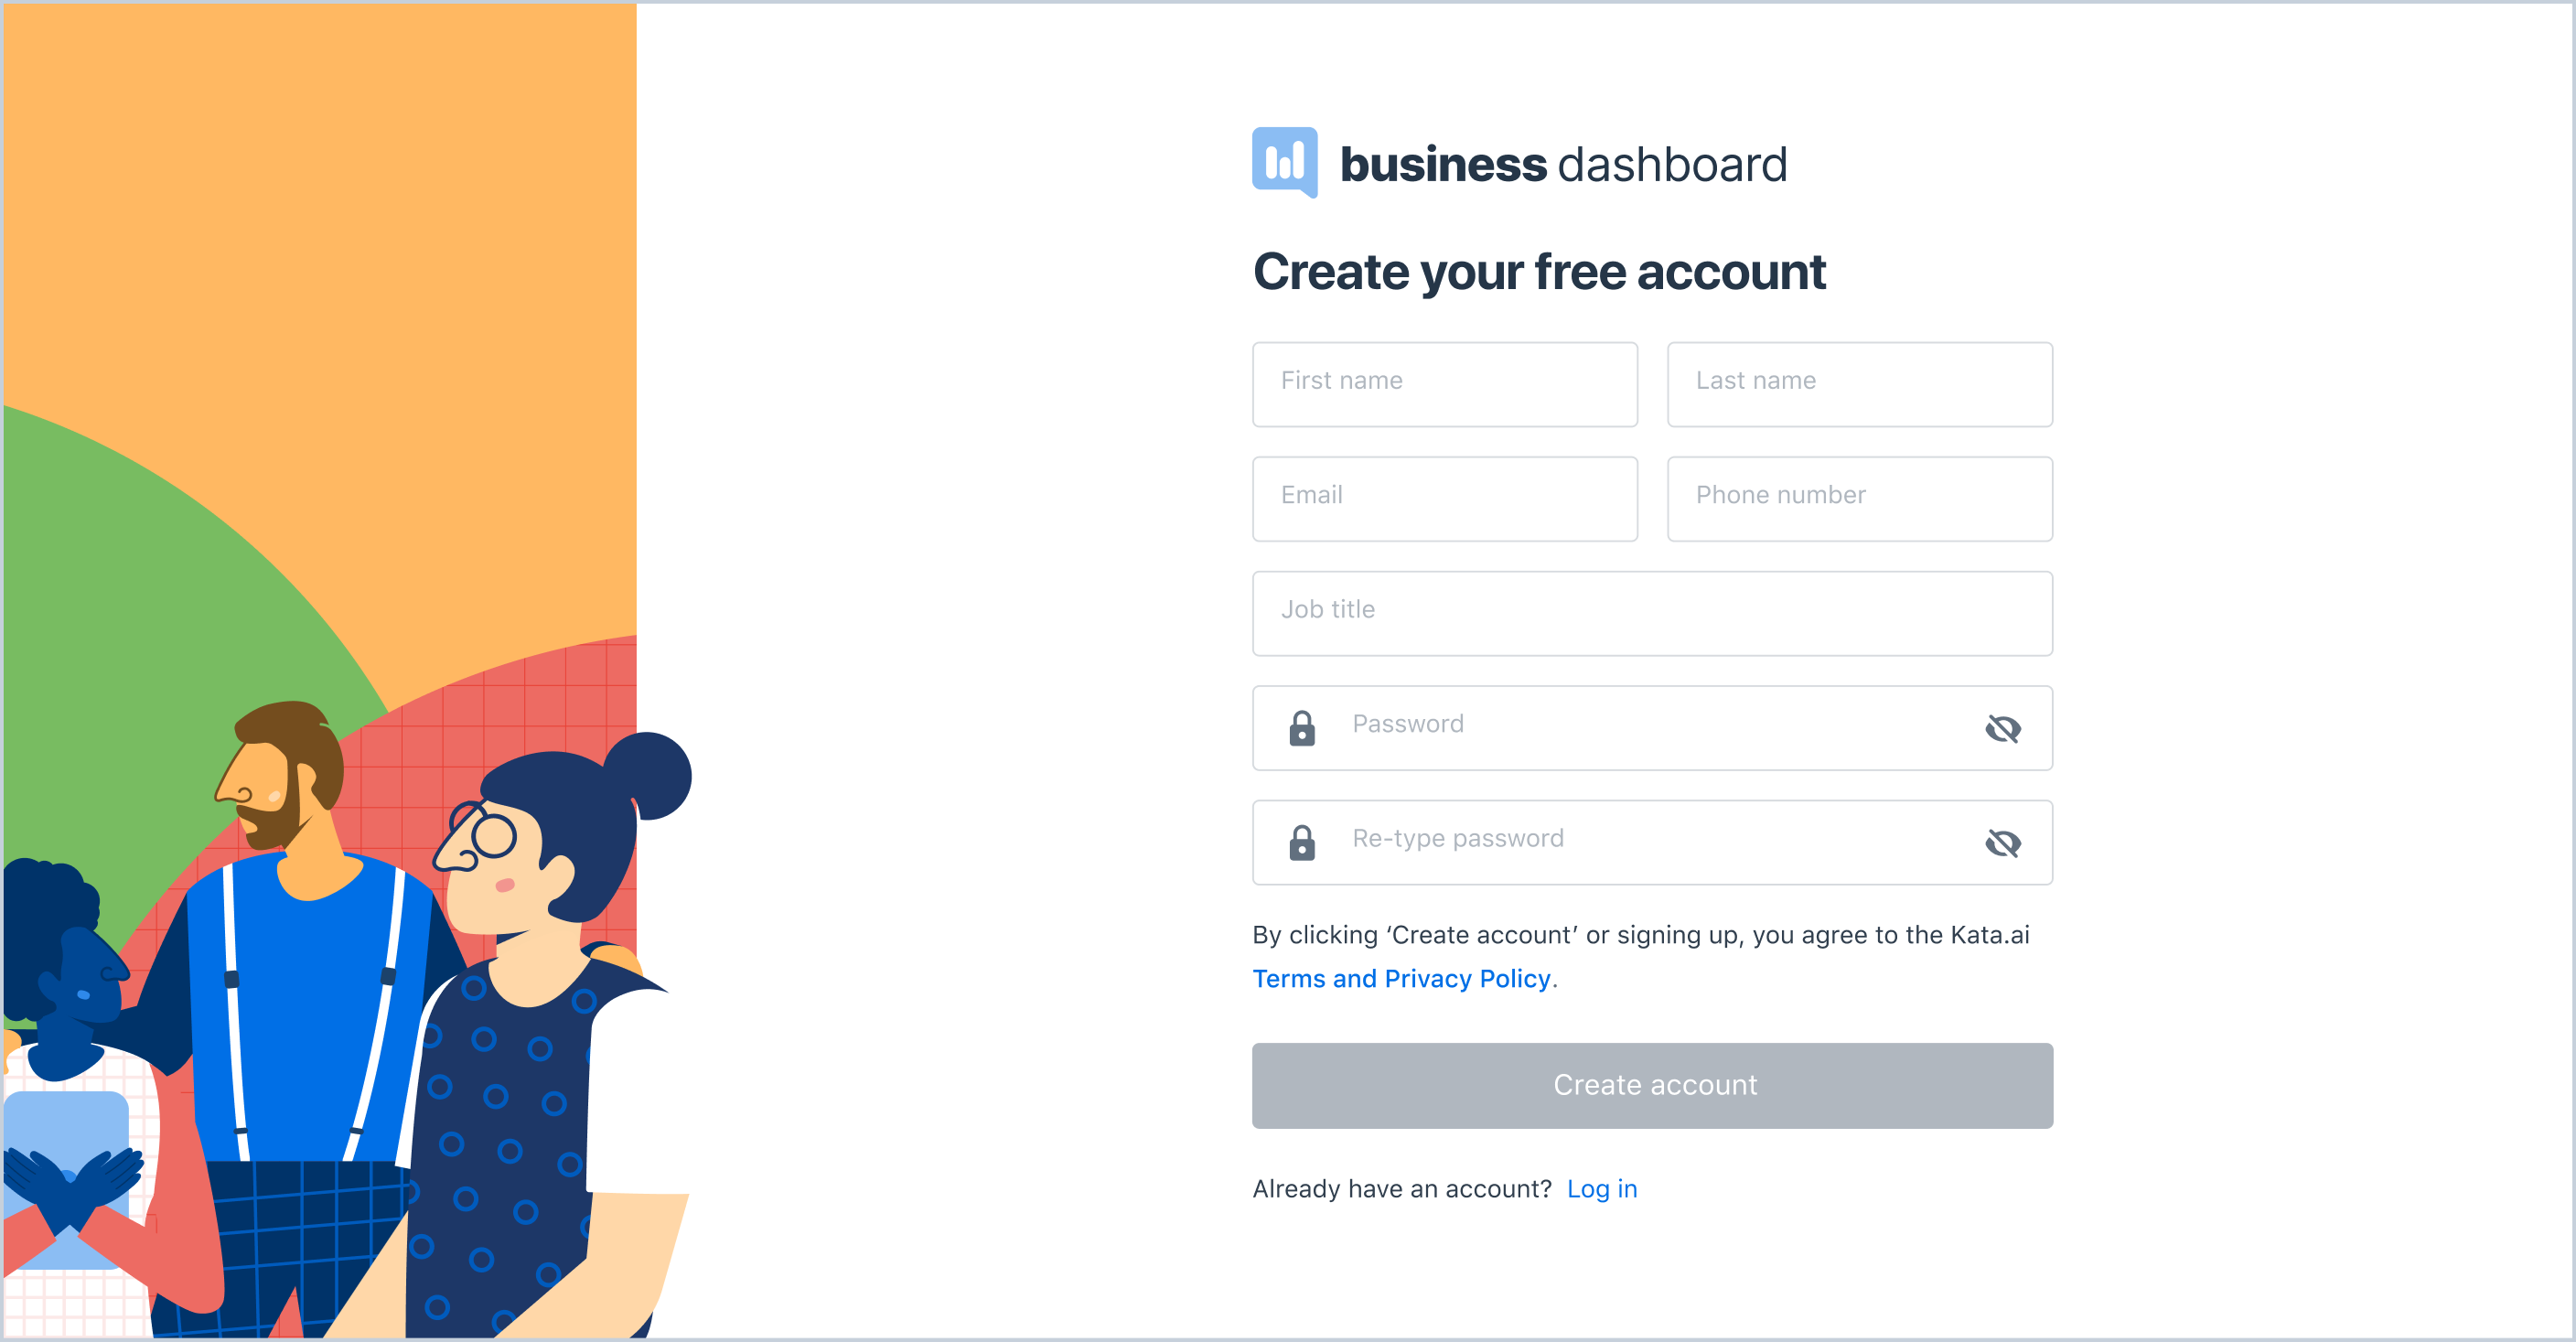 business dashboard
Create your free account
First name
Last name
Email
Phone number
Job title
Password
Re-type password
By clicking ‘Create account’ or signing up, you agree to the Kata.ai
Terms and Privacy Policy.
Create account
Already have an account? Log in